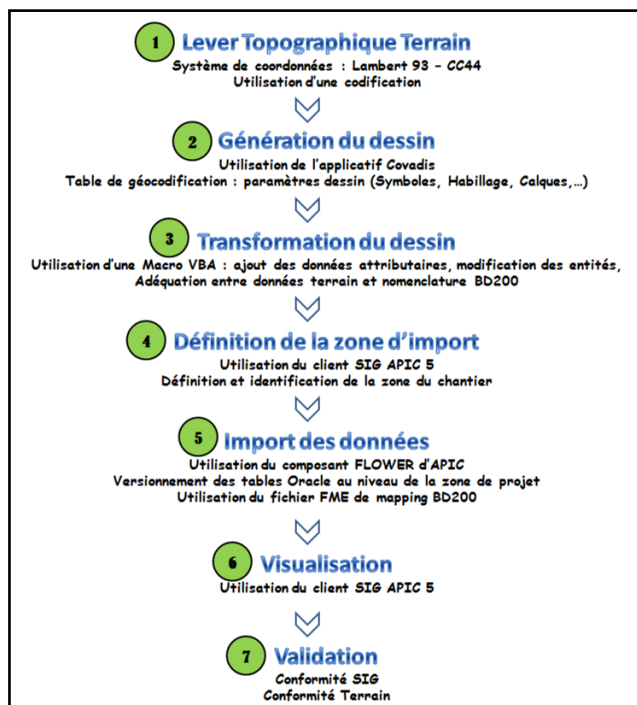 1 Lever Topographique Terrain
Système de coordonnées : Lambert 93 – CC44
Utilisation d'une codification
2 Génération du dessin
Utilisation de l'applicatif Covadis
Table de géocodification : paramètres dessin (Symboles, Habillage, Calques,…)
3 Transformation du dessin
Utilisation d'une Macro VBA : ajout des données attributaires, modification des entités,
Adéquation entre données terrain et nomenclature BD200
4 Définition de la zone d'import
Utilisation du client SIG APIC 5
Définition et identification de la zone du chantier
5 Import des données
Utilisation du composant FLOWER d'APIC
Versionnement des tables Oracle au niveau de la zone de projet
Utilisation du fichier FME de mapping BD200
6 Visualisation
Utilisation du client SIG APIC 5
7 Validation
Conformité SIG
Conformité Terrain